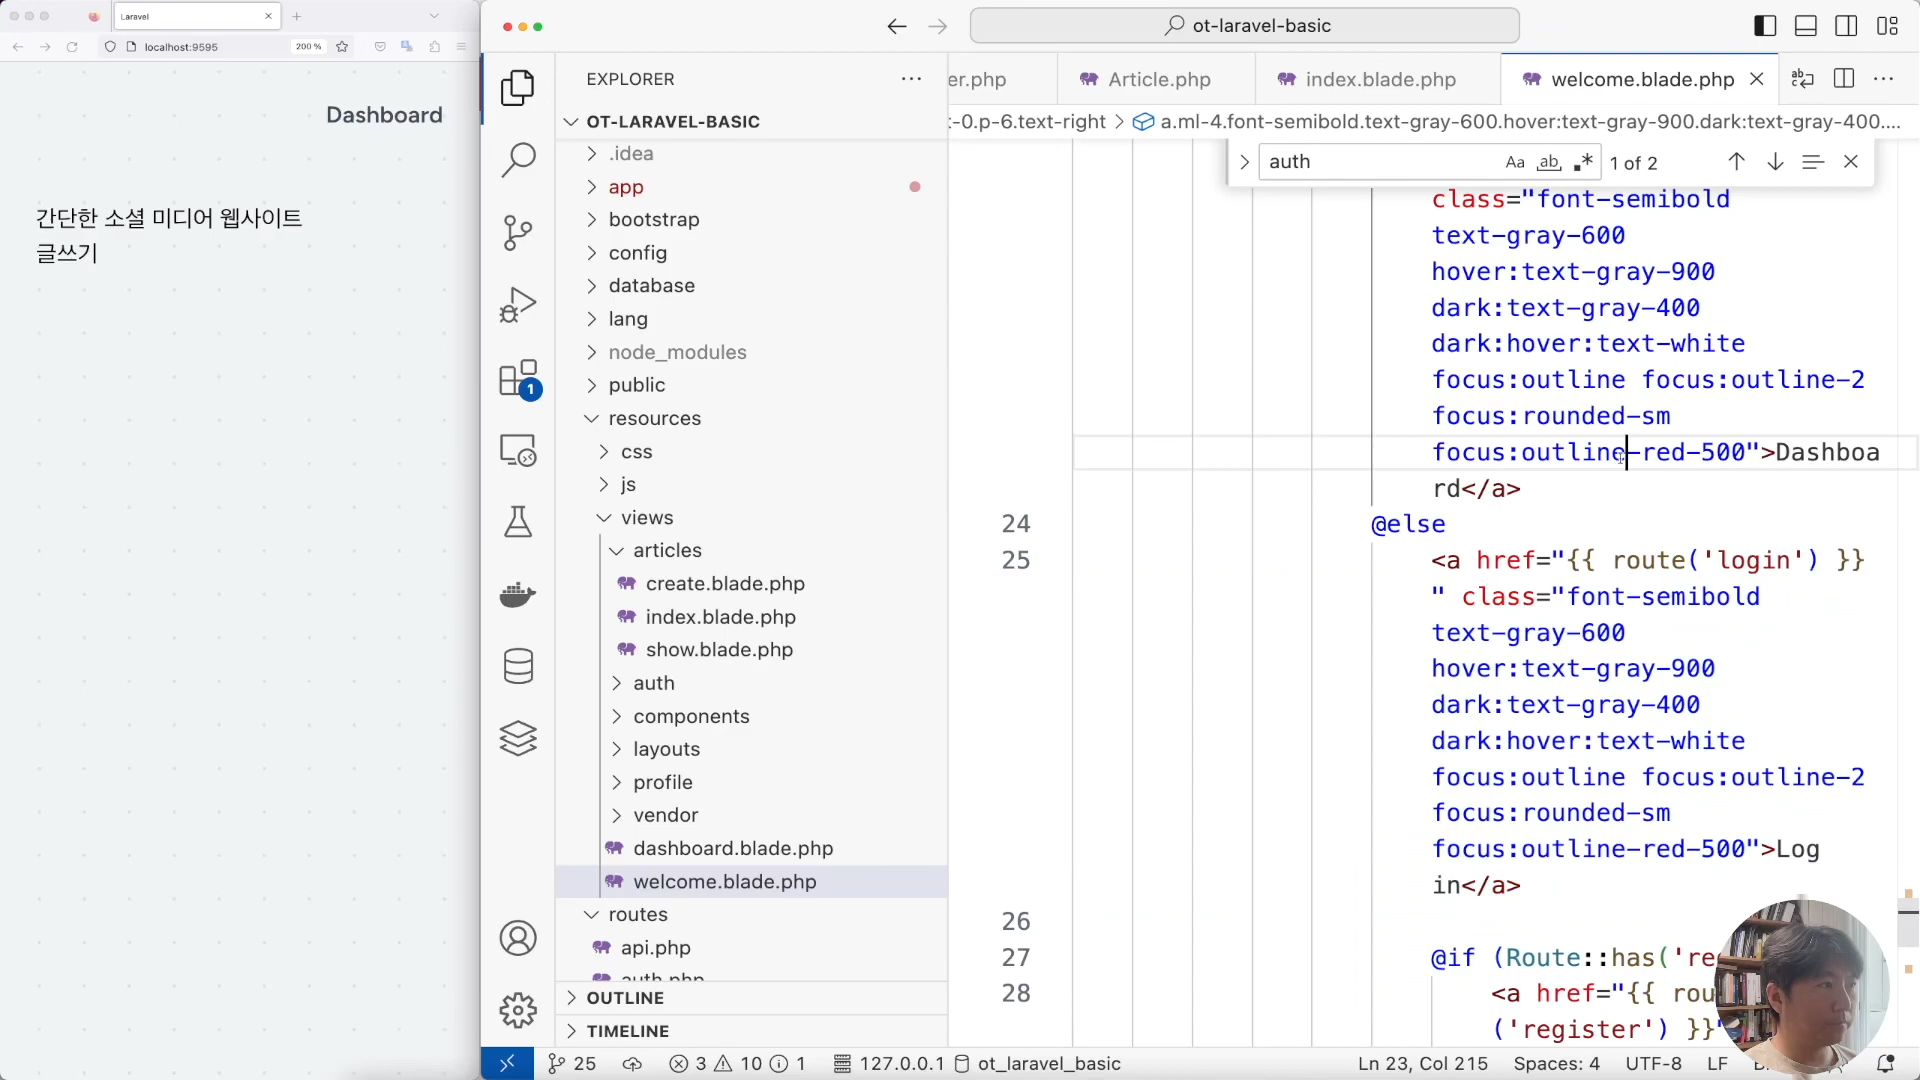 Laravel
localhost:9595
200 %
Dashboard
간단한 소셜 미디어 웹사이트
글쓰기
ot-laravel-basic
EXPLORER
OT-LARAVEL-BASIC
.idea
app
bootstrap
config
database
lang
node_modules
public
resources
css
js
views
articles
create.blade.php
index.blade.php
show.blade.php
auth
components
layouts
profile
vendor
dashboard.blade.php
welcome.blade.php
routes
api.php
auth.php
OUTLINE
TIMELINE
1
er.php
Article.php
index.blade.php
welcome.blade.php
t-0.p-6.text-right
a.ml-4.font-semibold.text-gray-600.hover:text-gray-900.dark:text-gray-400....
auth
Aa
ab
1 of 2
class="font-semibold
text-gray-600
hover:text-gray-900
dark:text-gray-400
dark:hover:text-white
focus:outline focus:outline-2
focus:rounded-sm
focus:outline-red-500">Dashboa
rd</a>
24 @else
25 <a href="{{ route('login') }}
" class="font-semibold
text-gray-600
hover:text-gray-900
dark:text-gray-400
dark:hover:text-white
focus:outline focus:outline-2
focus:rounded-sm
focus:outline-red-500">Log
in</a>
26
27 @if (Route::has('re
28 <a href="{{ rou
('register') }}"
25
3 10 1
127.0.0.1
ot_laravel_basic
Ln 23, Col 215
Spaces: 4
UTF-8
LF